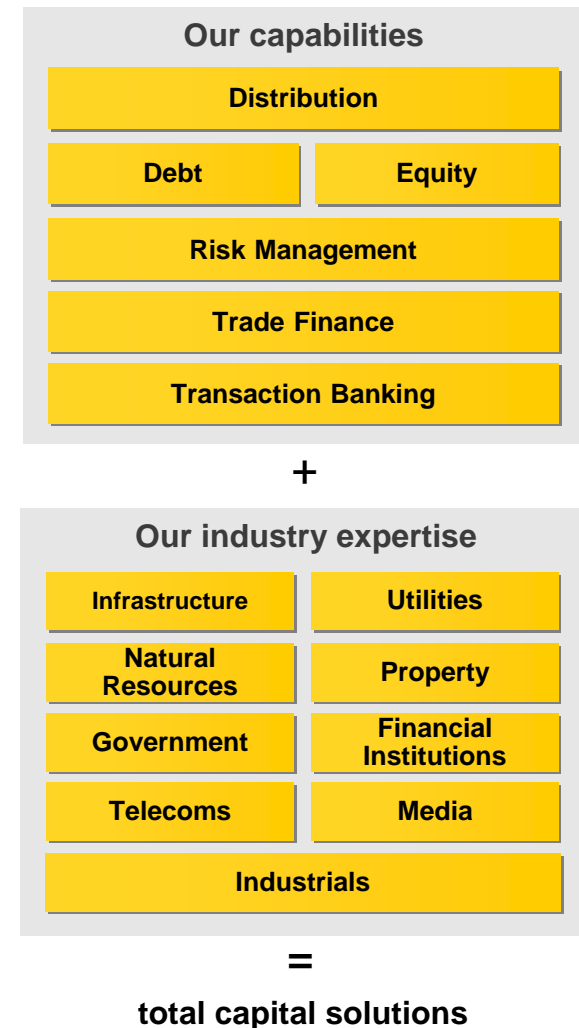 Our capabilities
Distribution
Debt
Equity
Risk Management
Trade Finance
Transaction Banking
+
Our industry expertise
Infrastructure
Utilities
Natural
Resources
Property
Government
Financial
Institutions
Telecoms
Media
Industrials
=
total capital solutions